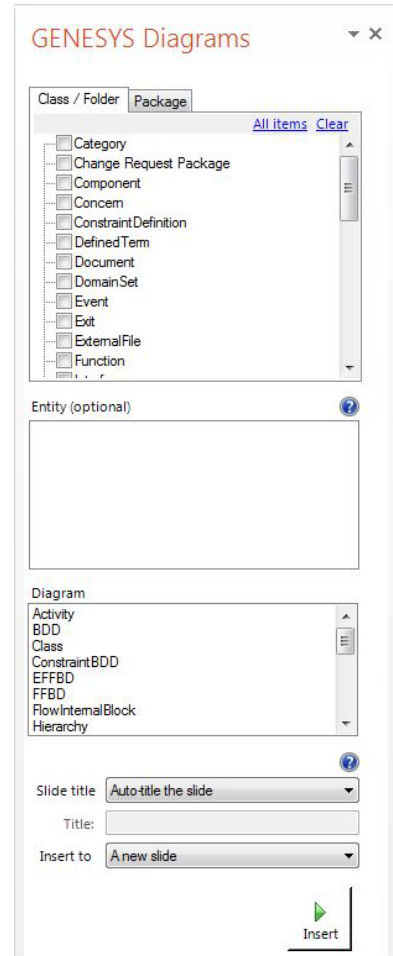 GENESYS Diagrams
Class / Folder Package
All items Clear
Category
Change Request Package
Component
Concern
ConstraintDefinition
DefinedTerm
Document
DomainSet
Event
Exit
ExternalFile
Function
Entity (optional)
Diagram
Activity
BDD
Class
ConstraintBDD
EFFBD
FFBD
FlowInternalBlock
Hierarchy
Slide title Auto-title the slide
Title:
Insert to A new slide
Insert